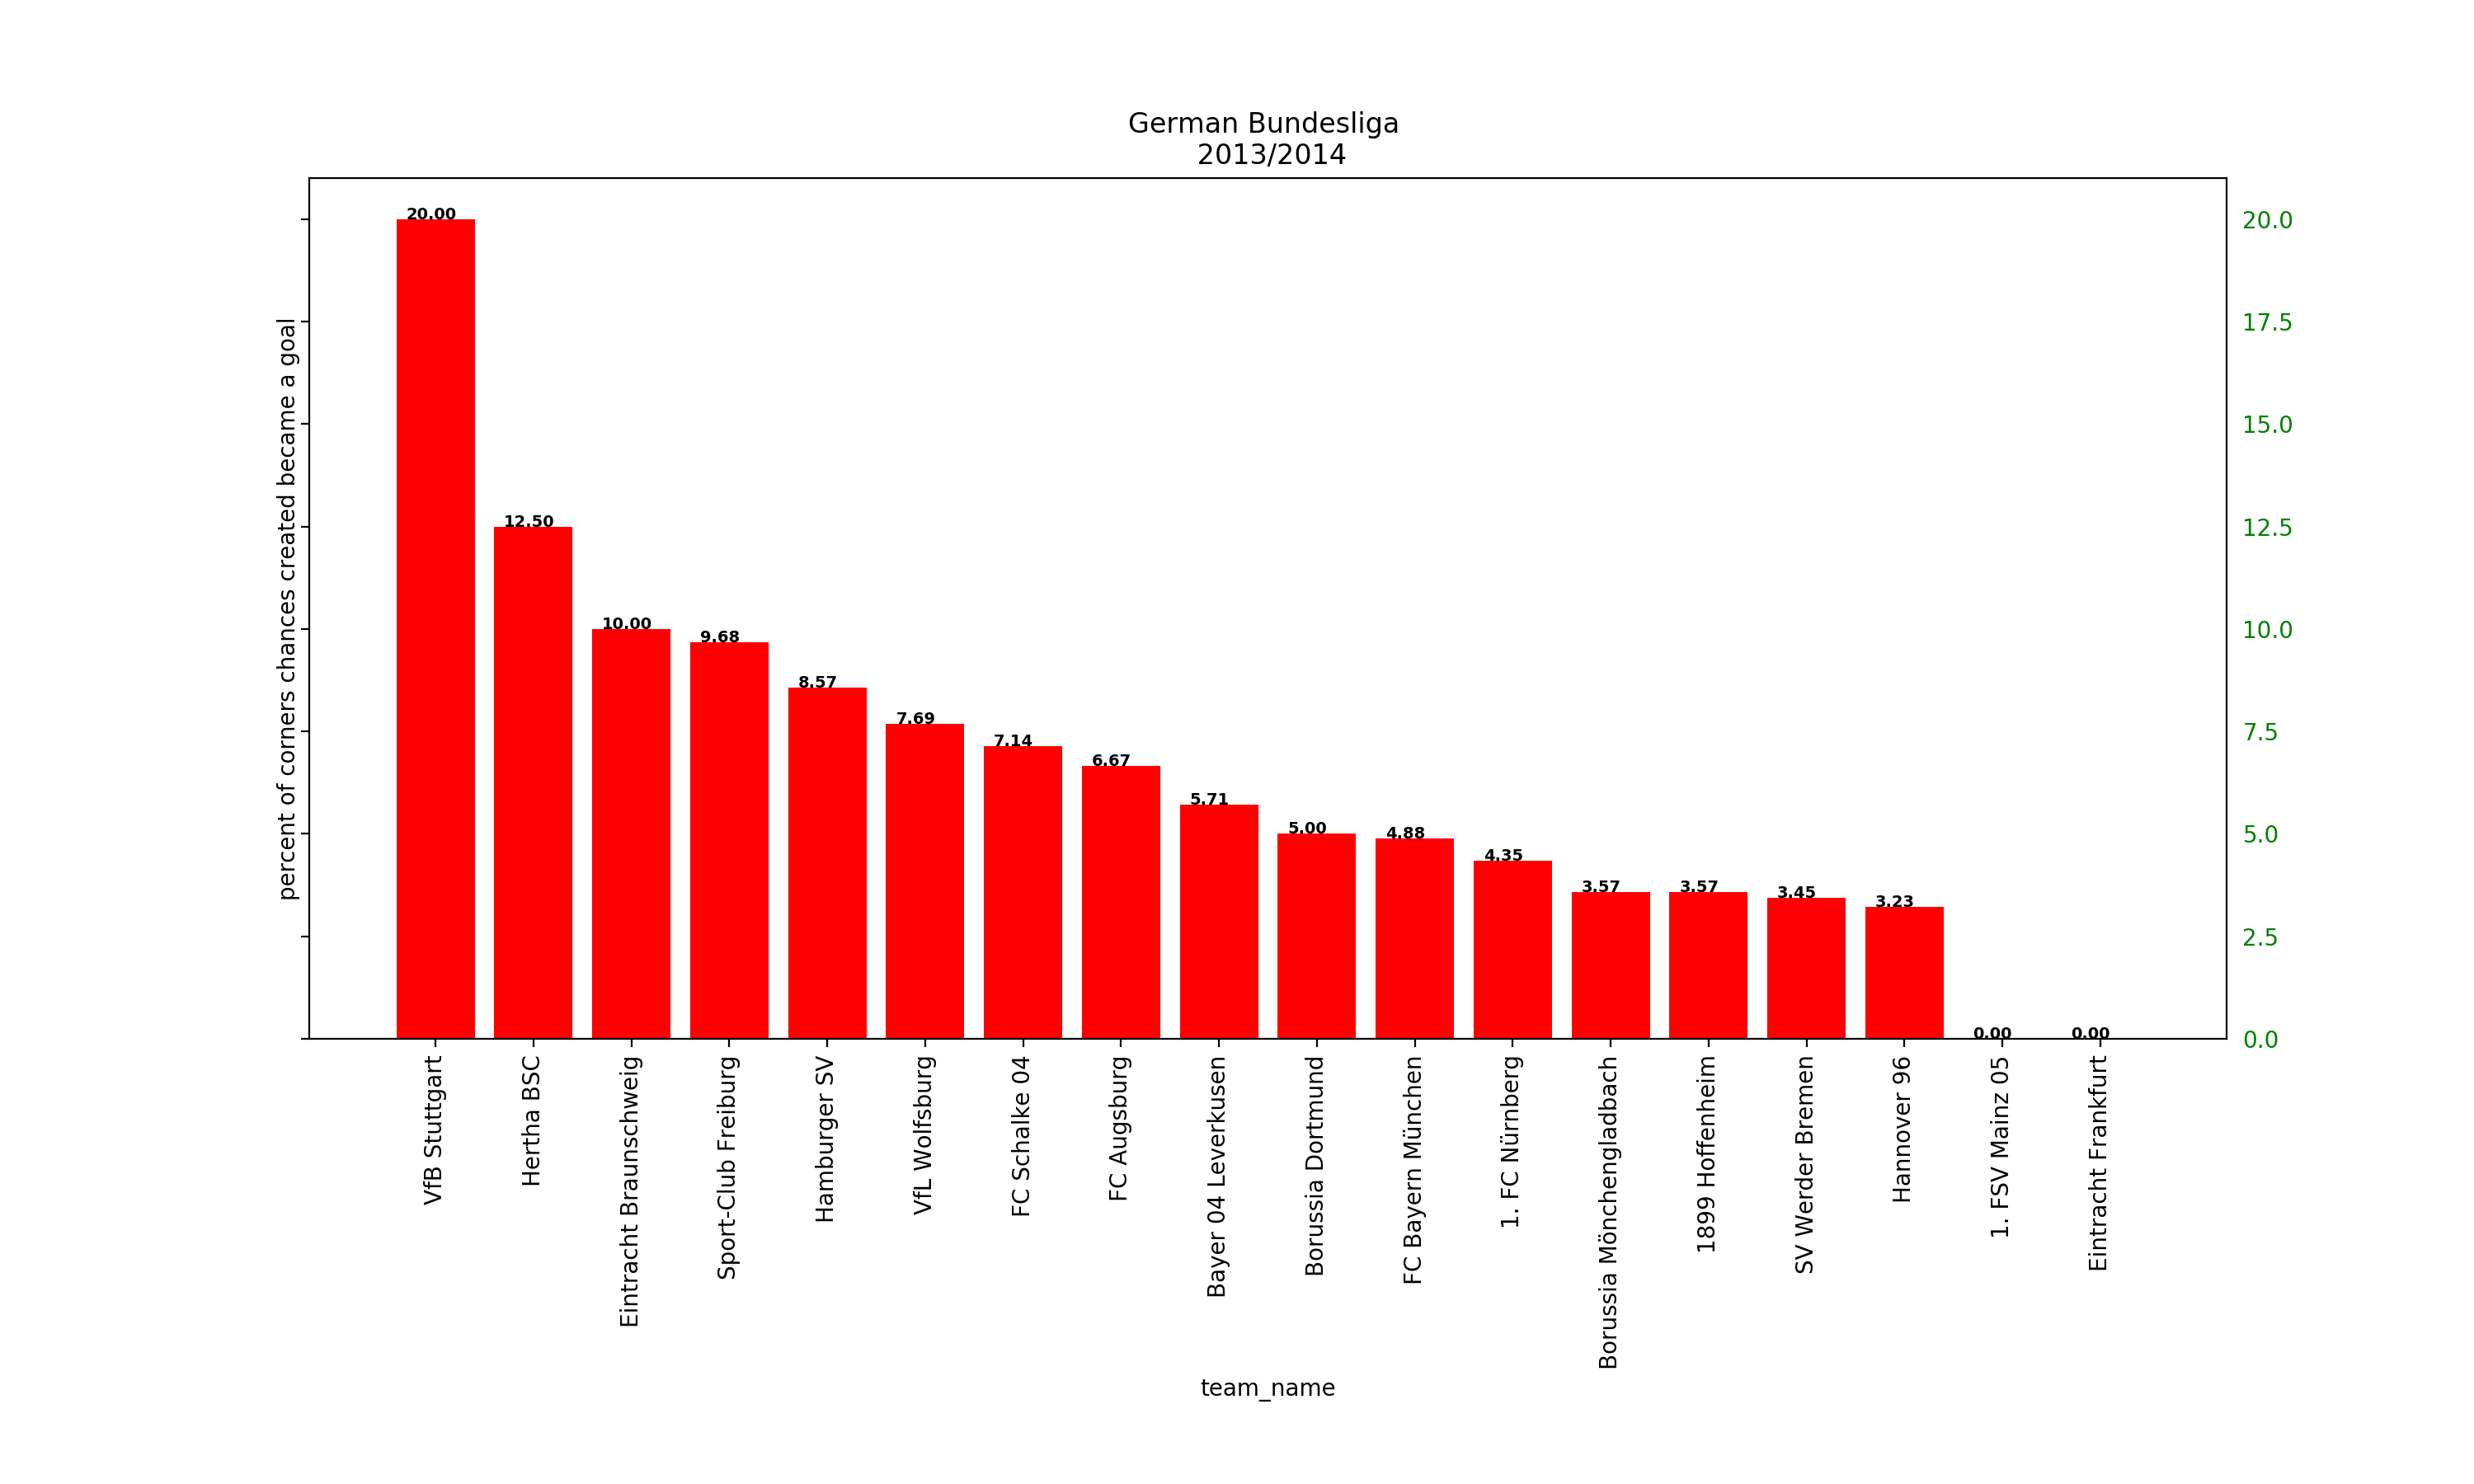 German Bundesliga
2013/2014
percent of corners chances created became a goal
20.00
12.50
10.00
9.68
8.57
7.69
7.14
6.67
5.71
5.00
4.88
4.35
3.57
3.57
3.45
3.23
0.00
0.00
20.0
17.5
15.0
12.5
10.0
7.5
5.0
2.5
0.0
VfB Stuttgart
Hertha BSC
Eintracht Braunschweig
Sport-Club Freiburg
Hamburger SV
VfL Wolfsburg
FC Schalke 04
FC Augsburg
Bayer 04 Leverkusen
Borussia Dortmund
FC Bayern München
1. FC Nürnberg
Borussia Mönchengladbach
1899 Hoffenheim
SV Werder Bremen
Hannover 96
1. FSV Mainz 05
Eintracht Frankfurt
team_name